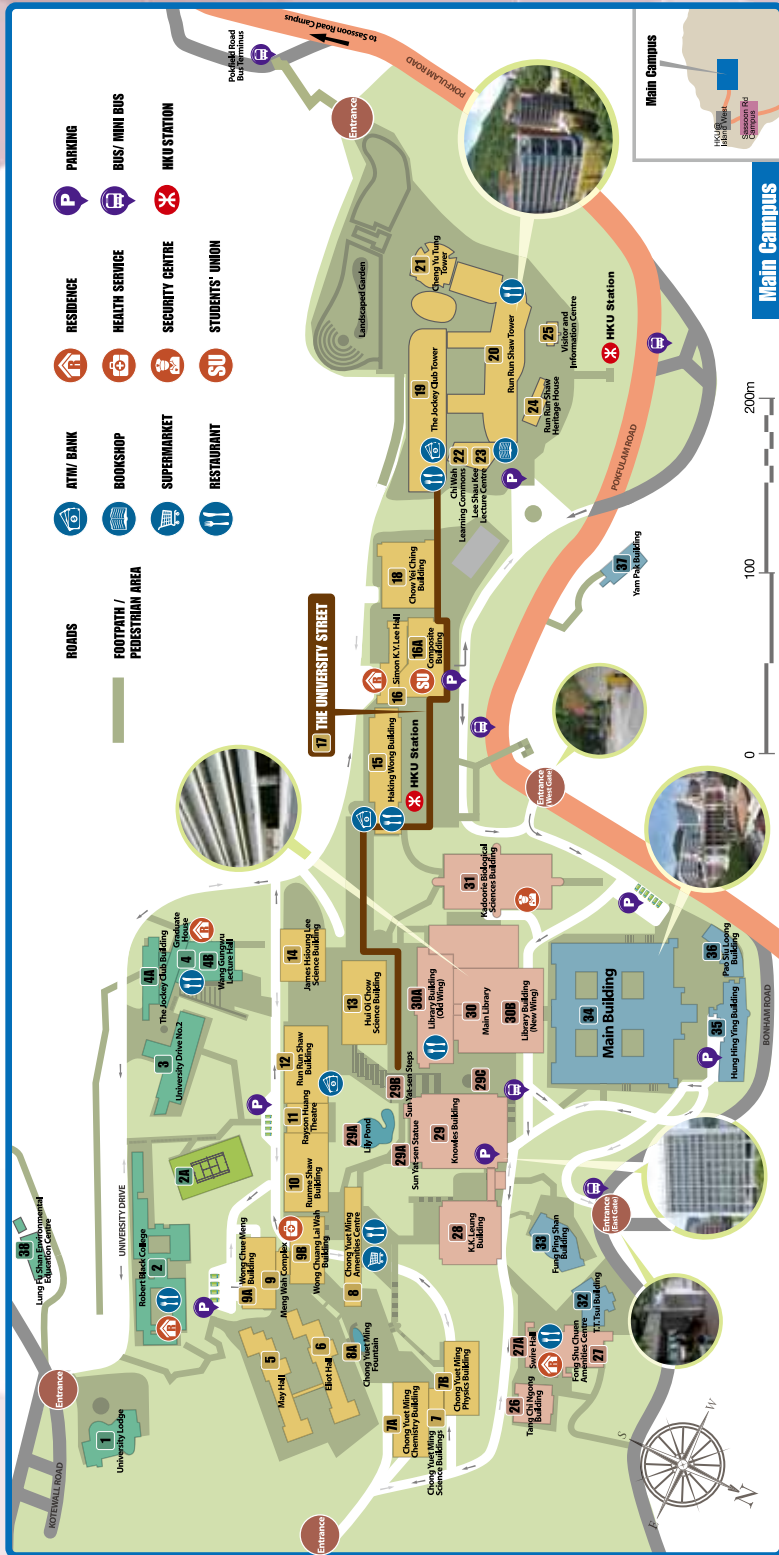 Main Campus
ATM/ BANK
BOOKSHOP
SUPERMARKET
RESTAURANT
RESIDENCE
HEALTH SERVICE
SECURITY CENTRE
SU
STUDENTS' UNION
P
PARKING
BUS/ MINI BUS
HKU STATION
ROADS
FOOTPATH /
PEDESTRIAN AREA
Main Campus
HKU@
Island West
Sassoon Rd
Campus
to Sassoon Road Campus
POKFULAM ROAD
Pokfield Road
Bus Terminus
Entrance
Landscaped Garden
21
Cheng Yu Tung
Tower
19
The Jockey Club Tower
20
Run Run Shaw Tower
22
Chi Wah
Learning Commons
23
Lee Shau Kee
Lecture Centre
24
Run Run Shaw
Heritage House
25
Visitor and
Information Centre
HKU Station
P
POKFULAM ROAD
18
Chow Yei Ching
Building
16
Simon K.Y. Lee Hall
16A
Composite
Building
SU
P
17 THE UNIVERSITY STREET
15
Haking Wong Building
HKU Station
37
Yam Pak Building
0
100
200m
Entrance
(West Gate)
31
Kadoorie Biological
Sciences Building
P
4A
The Jockey Club Building
4
Graduate
House
4B
Wang Gungwu
Lecture Hall
3
University Drive No.2
14
James Hsioung Lee
Science Building
13
Hui Oi Chow
Science Building
12
Run Run Shaw
Building
11
Rayson Huang
Theatre
10
Runme Shaw
Building
P
30A
Library Building
(Old Wing)
30
Main Library
30B
Library Building
(New Wing)
29B
Sun Yat-sen Steps
29C
29A
Lily Pond
29A
Sun Yat-sen Statue
29
Knowles Building
P
34
Main Building
36
Pao Siu Loong
Building
35
Hung Hing Ying Building
P
BONHAM ROAD
2A
UNIVERSITY DRIVE
38
Lung Fu Shan Environmental
Education Centre
2
Robert Black College
P
9A
Wong Chue Meng
Building
9
Meng Wah Complex
9B
Wong Chuang Lai Wah
Building
8
Chong Yuet Ming
Amenities Centre
8A
Chong Yuet Ming
Fountain
5
May Hall
6
Eliot Hall
28
K.K. Leung
Building
33
Fung Ping Shan
Building
Entrance
(East Gate)
32
T.T. Tsui Building
27A
Swire Hall
27
Fong Shu Chuen
Amenities Centre
26
Tang Chi Ngong
Building
7A
Chong Yuet Ming
Chemistry Building
7
Chong Yuet Ming
Science Buildings
7B
Chong Yuet Ming
Physics Building
1
University Lodge
Entrance
KOTEWALL ROAD
Entrance
N
E
S
W